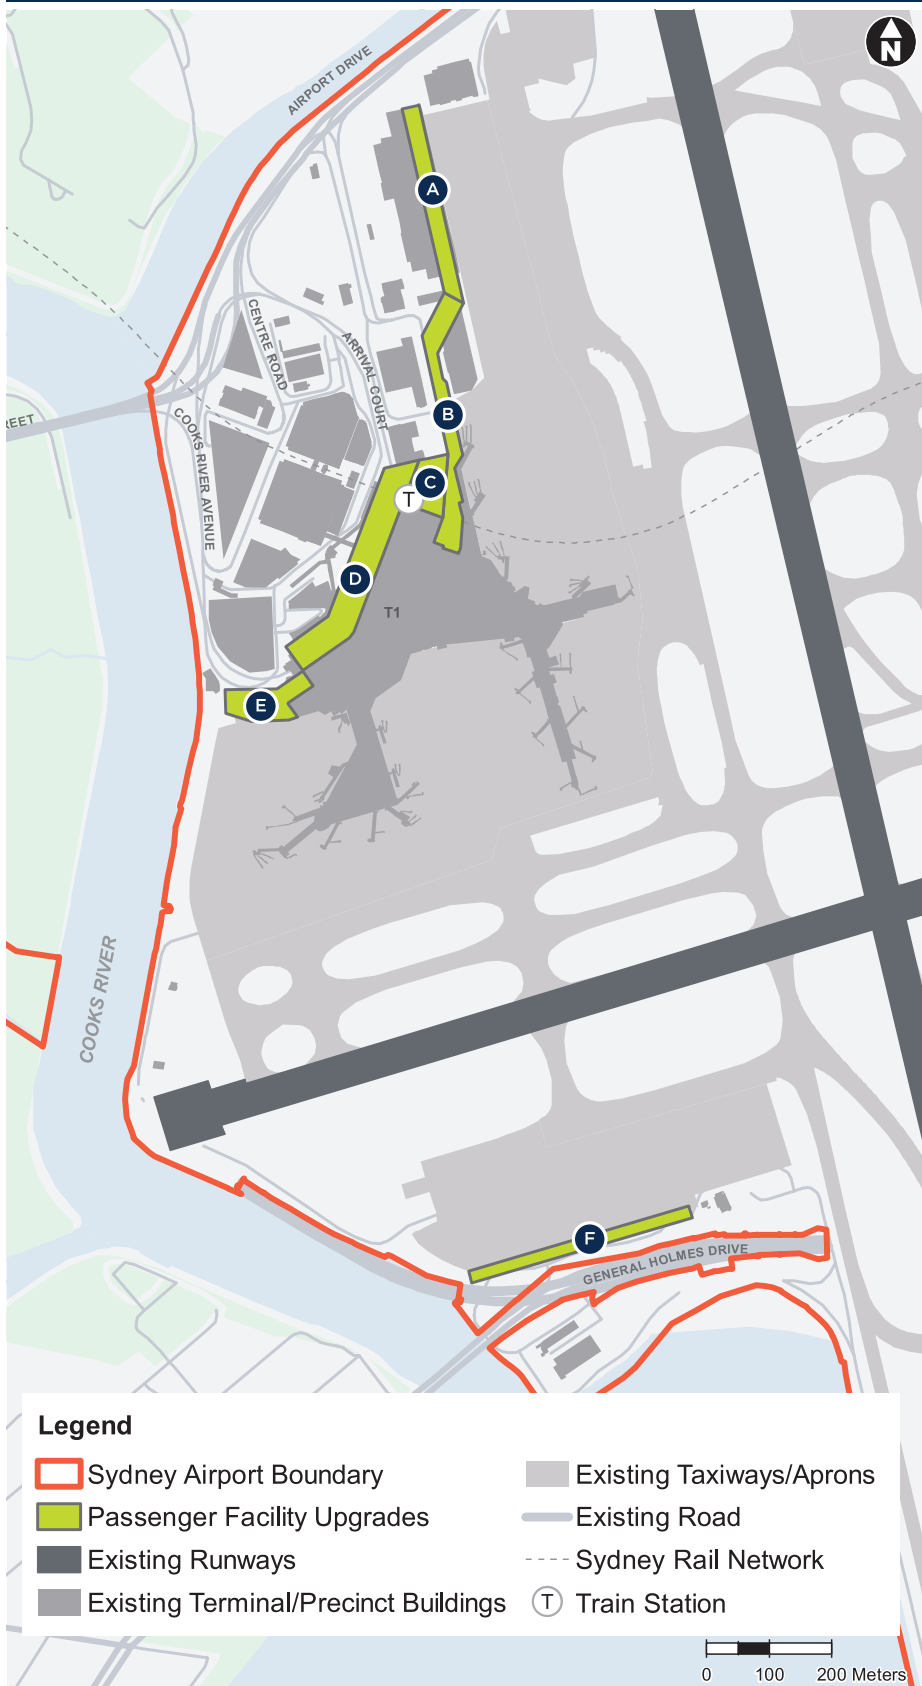 N
AIRPORT DRIVE
A
CENTRE ROAD
ARRIVAL COURT
COOKS RIVER AVENUE
REET
B
C
T
D
T1
E
COOKS RIVER
F
GENERAL HOLMES DRIVE
Legend
Sydney Airport Boundary
Passenger Facility Upgrades
Existing Runways
Existing Terminal/Precinct Buildings
Existing Taxiways/Aprons
Existing Road
Sydney Rail Network
T Train Station
0 100 200 Meters